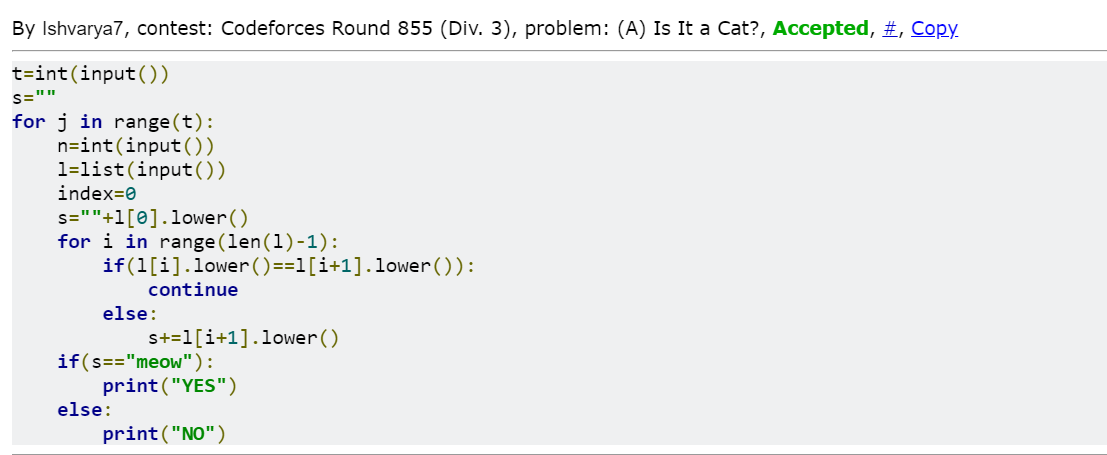 By Ishvarya7, contest: Codeforces Round 855 (Div. 3), problem: (A) Is It a Cat?, Accepted, #, Copy
t=int(input())
s=""
for j in range(t):
    n=int(input())
    l=list(input())
    index=0
    s=""+l[0].lower()
    for i in range(len(l)-1):
        if(l[i].lower()==l[i+1].lower()):
            continue
        else:
            s+=l[i+1].lower()
    if(s=="meow"):
        print("YES")
    else:
        print("NO")